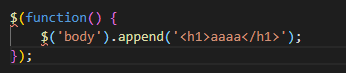 $(function() {
    $('body').append('<h1>aaaa</h1>');
});